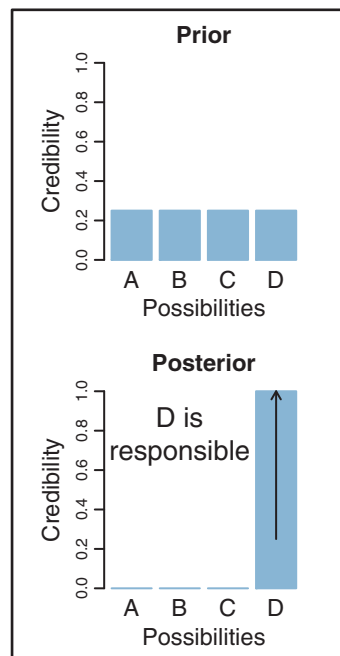 Prior
Credibility
1.0
0.8
0.6
0.4
0.2
0.0
A B C D
Possibilities
Posterior
Credibility
1.0
0.8
0.6
0.4
0.2
0.0
D is
responsible
A B C D
Possibilities